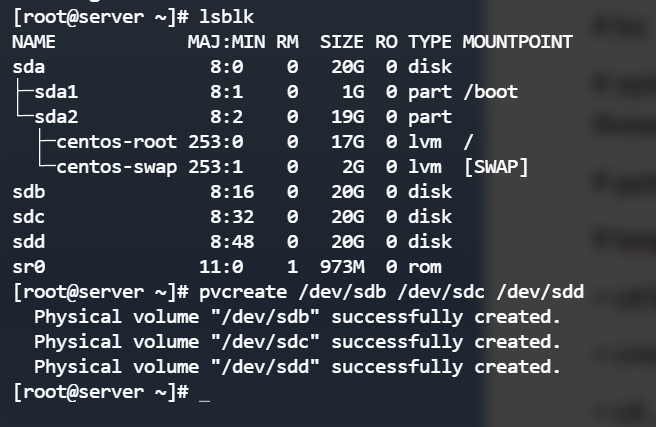 [root@server ~]# lsblk
NAME            MAJ:MIN RM  SIZE RO TYPE MOUNTPOINT
sda               8:0    0   20G  0 disk
├─sda1            8:1    0    1G  0 part /boot
└─sda2            8:2    0   19G  0 part
  ├─centos-root 253:0    0   17G  0 lvm  /
  └─centos-swap 253:1    0    2G  0 lvm  [SWAP]
sdb               8:16   0   20G  0 disk
sdc               8:32   0   20G  0 disk
sdd               8:48   0   20G  0 disk
sr0              11:0    1  973M  0 rom
[root@server ~]# pvcreate /dev/sdb /dev/sdc /dev/sdd
  Physical volume "/dev/sdb" successfully created.
  Physical volume "/dev/sdc" successfully created.
  Physical volume "/dev/sdd" successfully created.
[root@server ~]# _